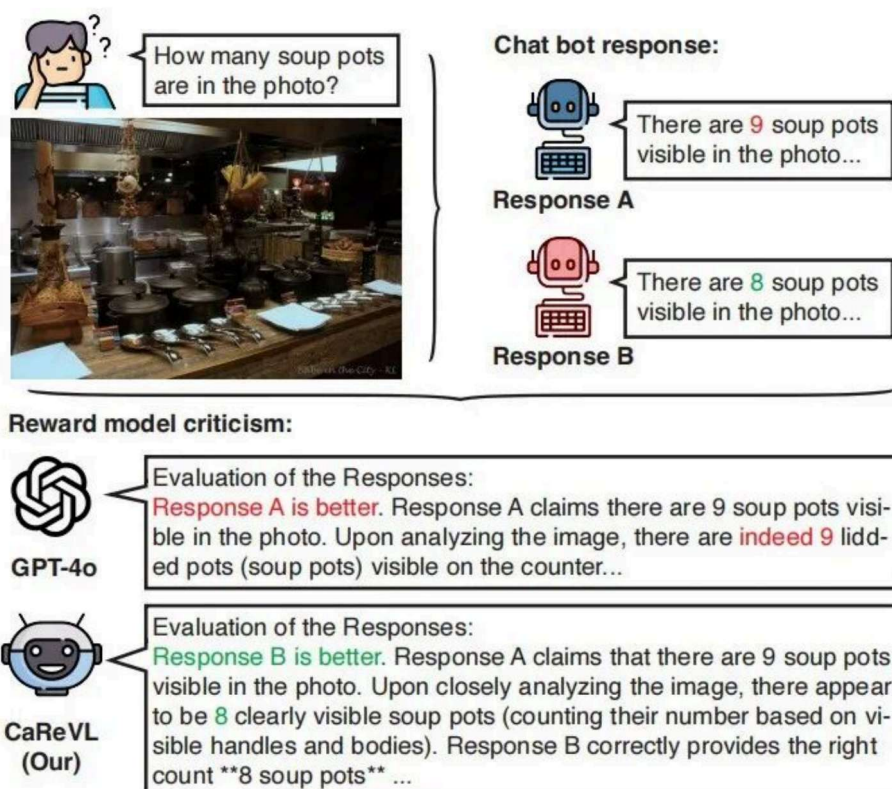 ? ? ?
How many soup pots
are in the photo?
Chat bot response:
There are 9 soup pots
visible in the photo...
Response A
There are 8 soup pots
visible in the photo...
Response B
Reward model criticism:
Evaluation of the Responses:
Response A is better. Response A claims there are 9 soup pots visi-
ble in the photo. Upon analyzing the image, there are indeed 9 lidd-
ed pots (soup pots) visible on the counter...
GPT-4o
Evaluation of the Responses:
Response B is better. Response A claims that there are 9 soup pots
visible in the photo. Upon closely analyzing the image, there appear
to be 8 clearly visible soup pots (counting their number based on vi-
sible handles and bodies). Response B correctly provides the right
count **8 soup pots** ...
CaReVL
(Our)